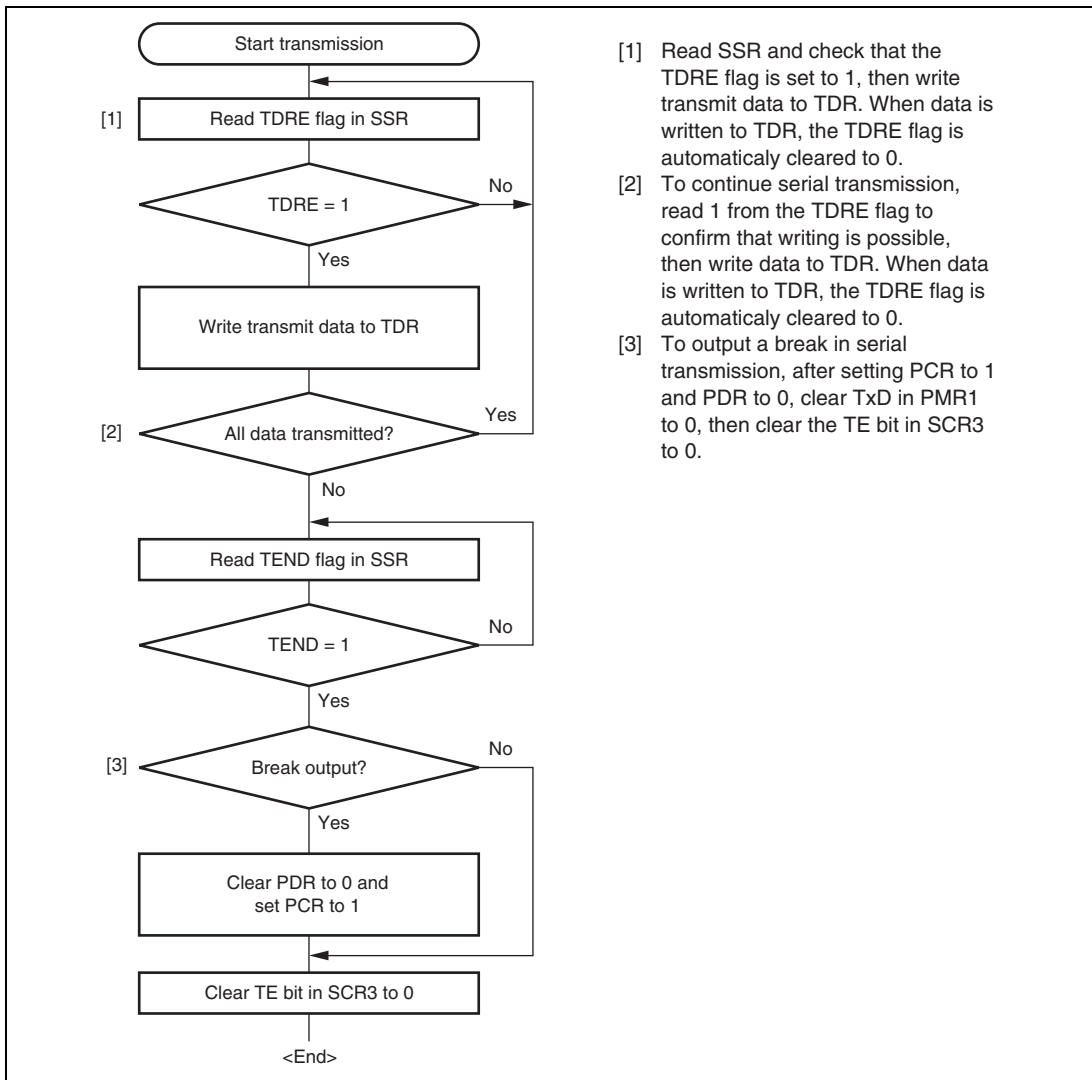 Start transmission
[1]
Read TDRE flag in SSR
TDRE = 1
No
Yes
Write transmit data to TDR
[2]
All data transmitted?
Yes
No
Read TEND flag in SSR
TEND = 1
No
Yes
[3]
Break output?
No
Yes
Clear PDR to 0 and
set PCR to 1
Clear TE bit in SCR3 to 0
<End>
[1] Read SSR and check that the
TDRE flag is set to 1, then write
transmit data to TDR. When data is
written to TDR, the TDRE flag is
automaticaly cleared to 0.
[2] To continue serial transmission,
read 1 from the TDRE flag to
confirm that writing is possible,
then write data to TDR. When data
is written to TDR, the TDRE flag is
automaticaly cleared to 0.
[3] To output a break in serial
transmission, after setting PCR to 1
and PDR to 0, clear TxD in PMR1
to 0, then clear the TE bit in SCR3
to 0.